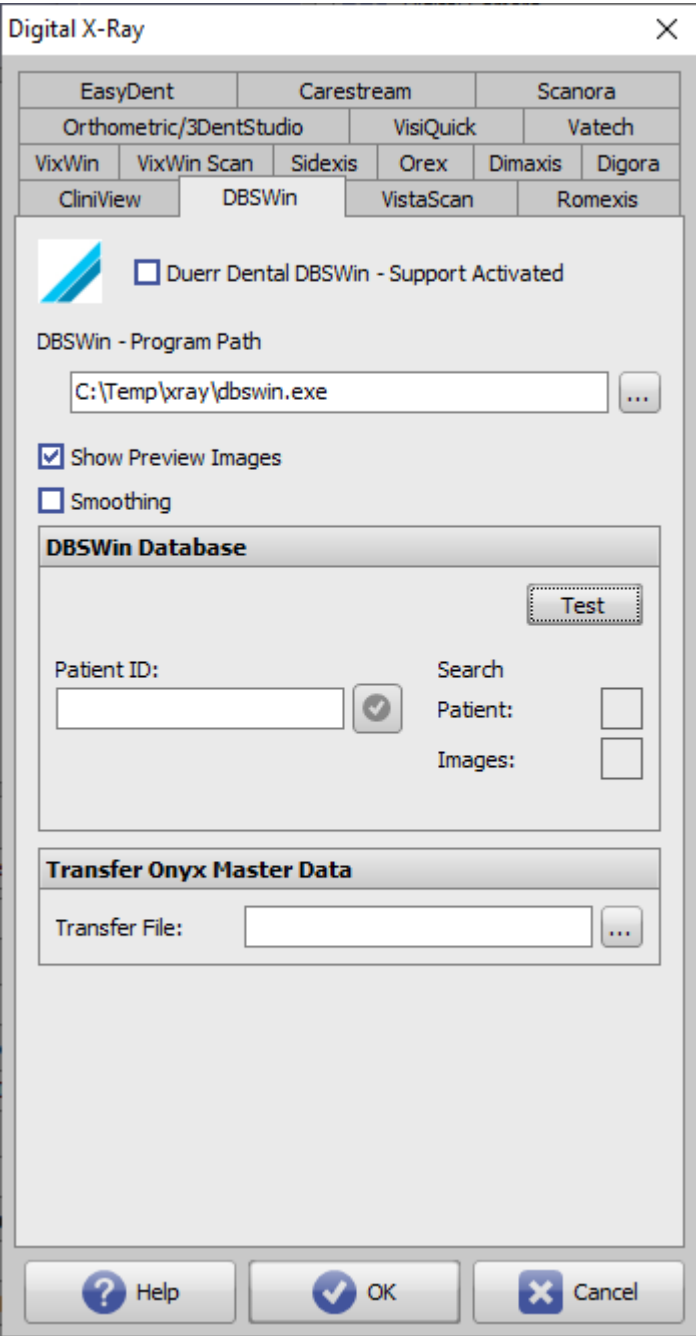 Digital X-Ray
EasyDent Carestream Scanora
Orthometric/3DentStudio VisiQuick Vatech
VixWin VixWin Scan Sidexis Orex Dimaxis Digora
CliniView DBSWin VistaScan Romexis
Duerr Dental DBSWin - Support Activated
DBSWin - Program Path
C:\Temp\xray\dbswin.exe ...
Show Preview Images
Smoothing
DBSWin Database
Test
Patient ID: Search
Patient:
Images:
Transfer Onyx Master Data
Transfer File: ...
? Help OK Cancel